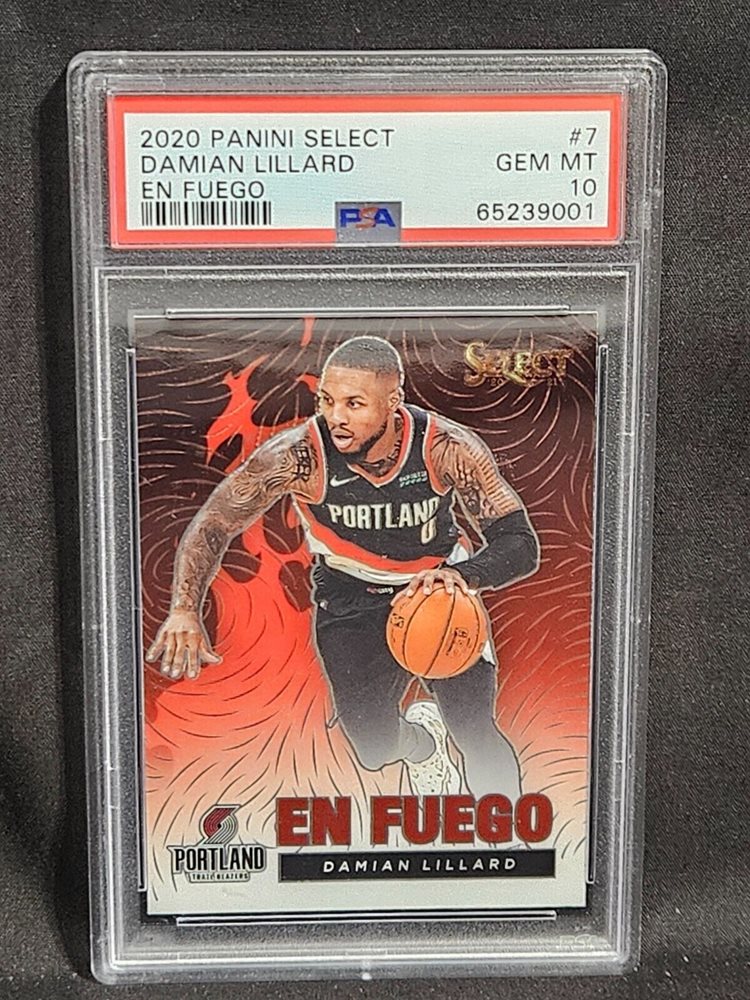 2020 PANINI SELECT #7
DAMIAN LILLARD GEM MT
EN FUEGO 10
PSA 65239001
SELECT
PORTLAND
0
EN FUEGO
PORTLAND
TRAIL BLAZERS
DAMIAN LILLARD